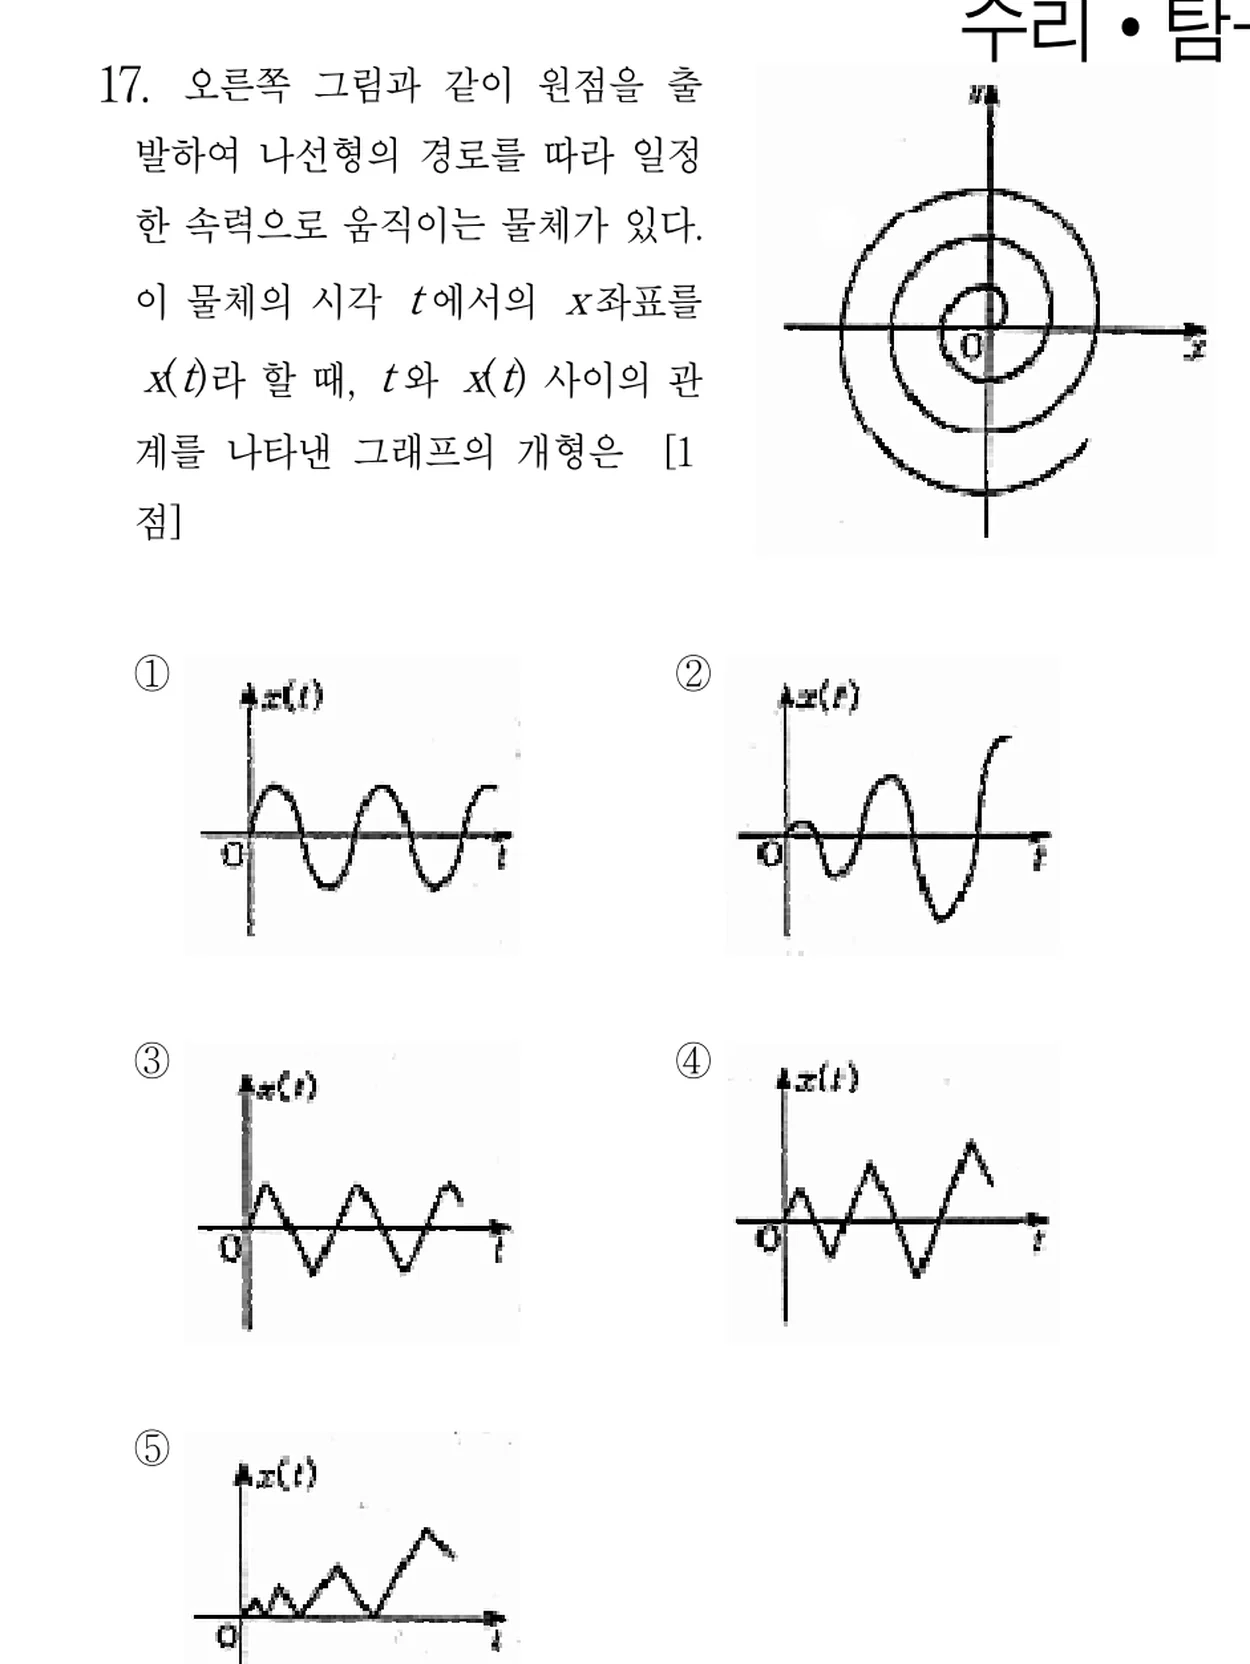 수리•탐
17. 오른쪽 그림과 같이 원점을 출
발하여 나선형의 경로를 따라 일정
한 속력으로 움직이는 물체가 있다.
이 물체의 시각 t에서의 x좌표를
x(t)라 할 때, t와 x(t) 사이의 관
계를 나타낸 그래프의 개형은 [1
점]
y
O
x
①
x(t)
O
t
②
x(t)
O
t
③
x(t)
O
t
④
x(t)
O
t
⑤
x(t)
O
t